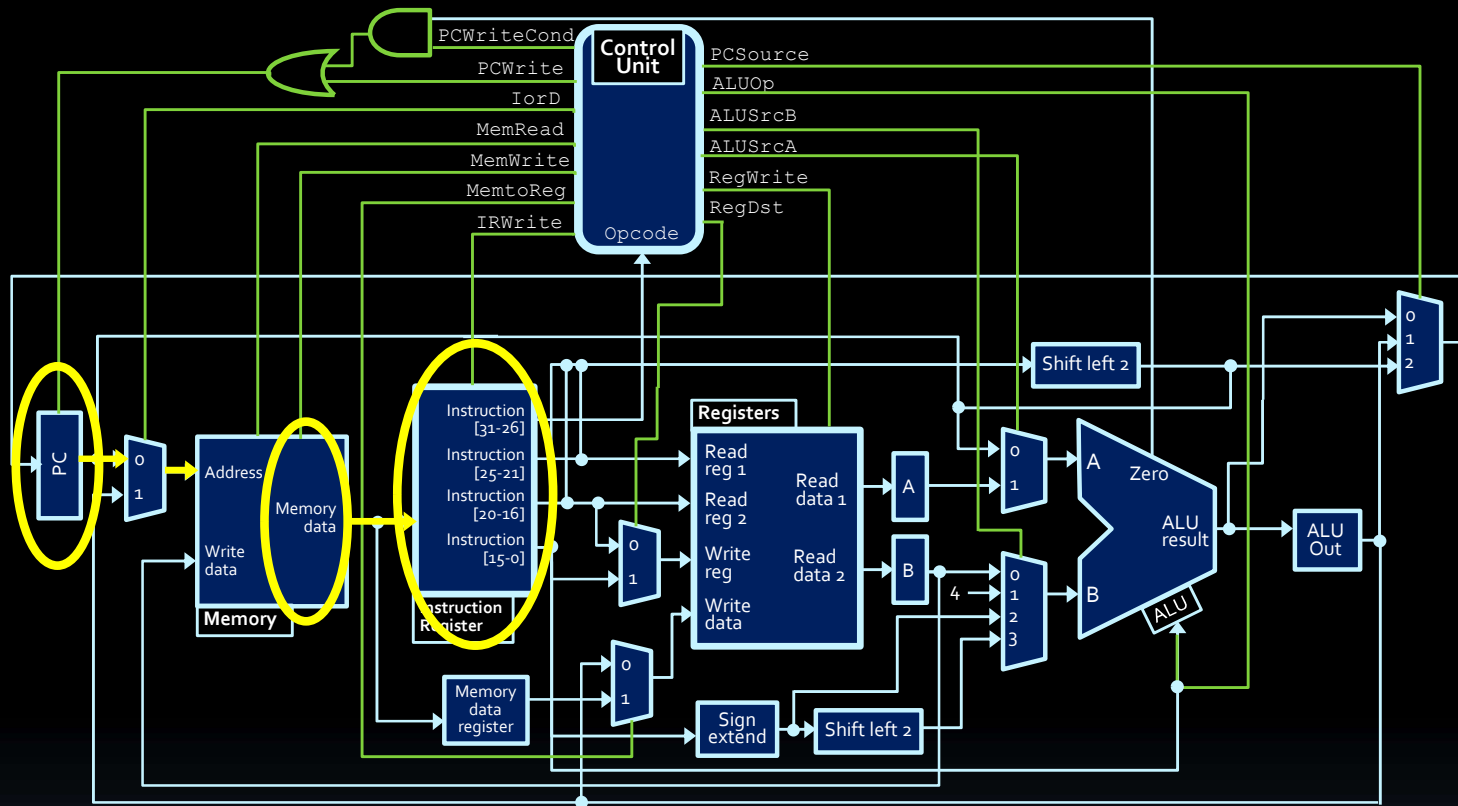 PCWriteCond
PCWrite
IorD
MemRead
MemWrite
MemtoReg
IRWrite
Control
Unit
Opcode
PCSource
ALUOp
ALUSrcB
ALUSrcA
RegWrite
RegDst
PC
0
1
Address
Memory
data
Write
data
Memory
Instruction
[31-26]
Instruction
[25-21]
Instruction
[20-16]
Instruction
[15-0]
Instruction
Register
Memory
data
register
0
1
0
1
Registers
Read
reg 1
Read
reg 2
Write
reg
Write
data
Read
data 1
Read
data 2
A
B
Sign
extend
Shift left 2
Shift left 2
0
1
4
0
1
2
3
A
B
Zero
ALU
result
ALU
ALU
Out
0
1
2